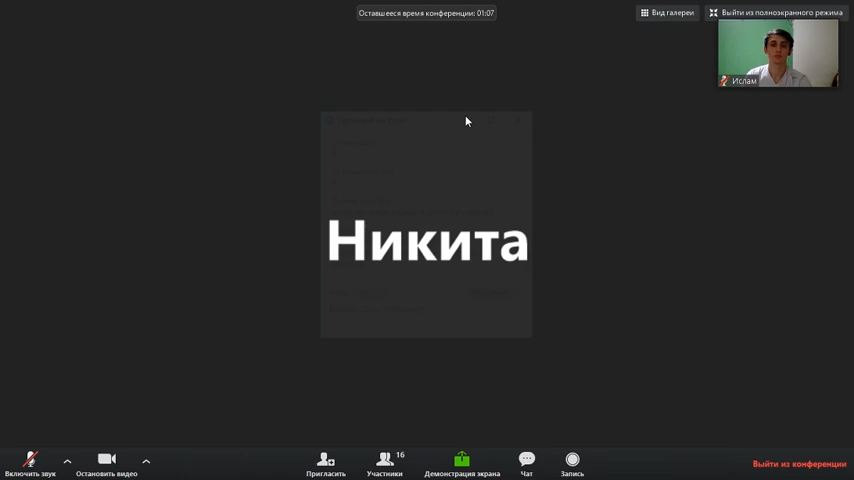 Оставшееся время конференции: 01:07
Вид галереи
Выйти из полноэкранного режима
Ислам
Никита
Включить звук
Остановить видео
Пригласить
16
Участники
Демонстрация экрана
Чат
Запись
Выйти из конференции